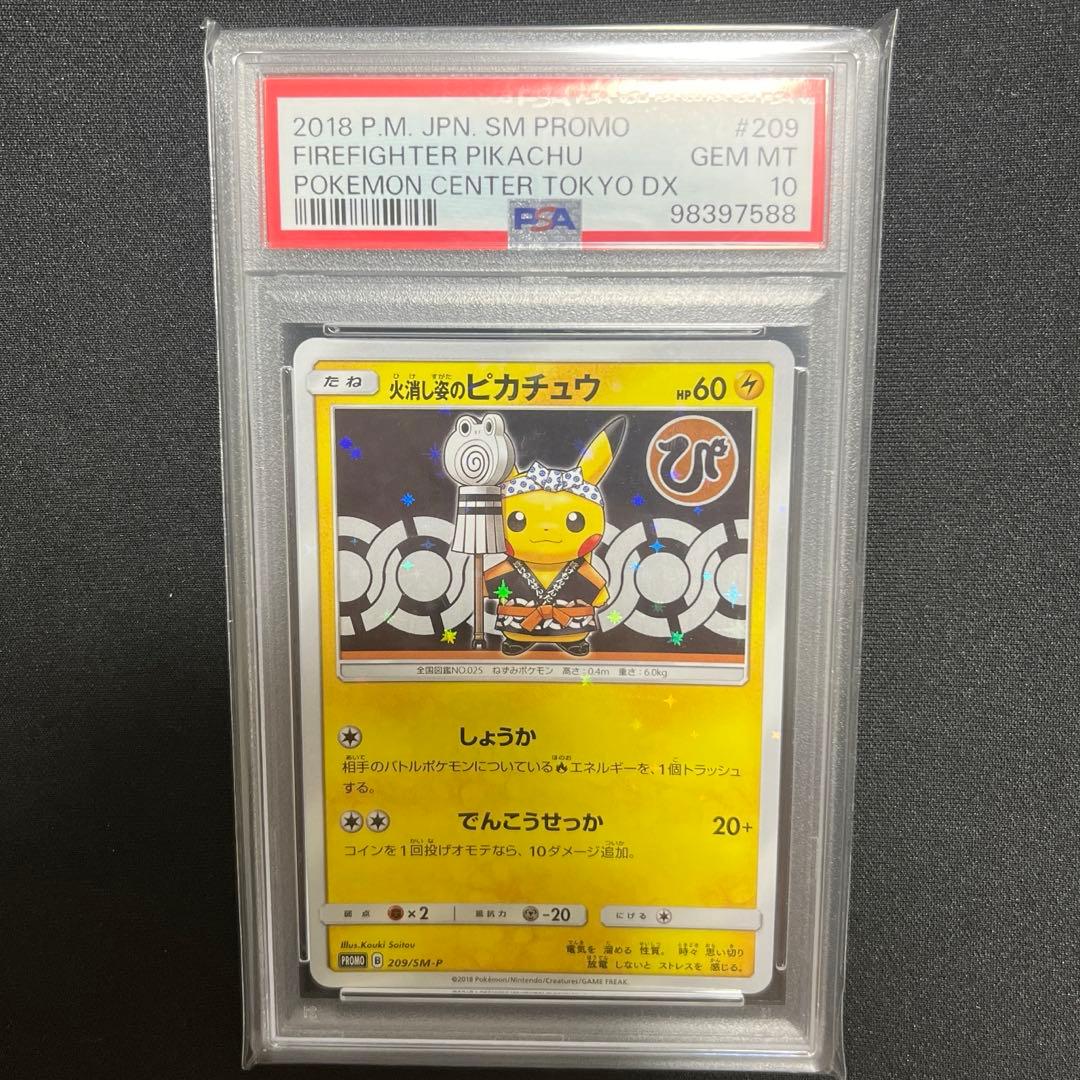 2018 P.M. JPN. SM PROMO #209
FIREFIGHTER PIKACHU GEM MT
POKEMON CENTER TOKYO DX 10
PSA 98397588
たね 火消し姿のピカチュウ HP60
ぴ
全国図鑑NO.025 ねずみポケモン 高さ:0.4m 重さ:6.0kg
しょうか
相手のバトルポケモンについているエネルギーを、1個トラッシュ
する。
でんこうせっか 20+
コインを1回投げオモテなら、10ダメージ追加。
弱点 ×2 抵抗力 -20 にげる
Illus.Kouki Saitou
電気を 溜める 性質。 時々 思い切り
放電 しないと ストレスを 感じる。
PROMO B 209/SM-P
©2018 Pokémon/Nintendo/Creatures/GAME FREAK.